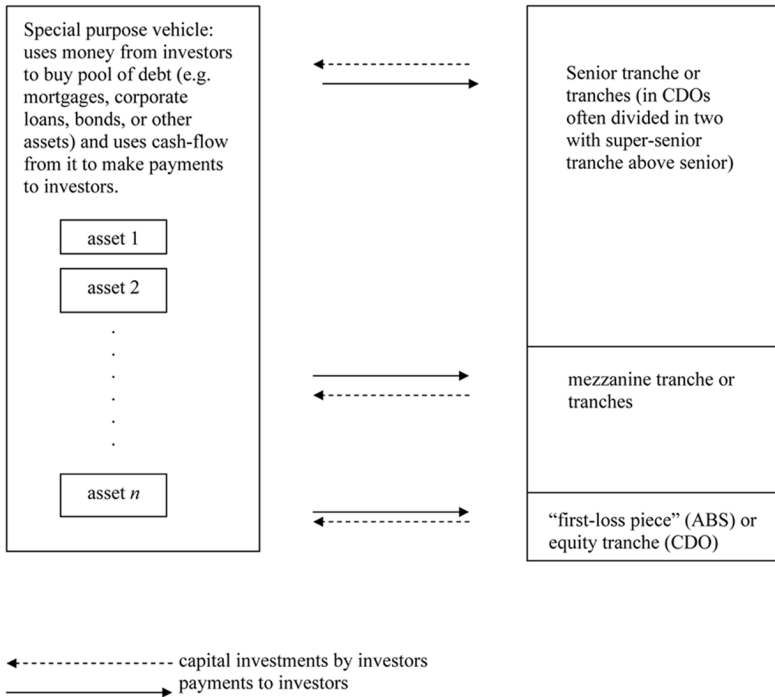 Special purpose vehicle:
uses money from investors
to buy pool of debt (e.g.
mortgages, corporate
loans, bonds, or other
assets) and uses cash-flow
from it to make payments
to investors.
asset 1
asset 2
.
.
.
.
.
.
asset n
Senior tranche or
tranches (in CDOs
often divided in two
with super-senior
tranche above senior)
mezzanine tranche or
tranches
“first-loss piece” (ABS) or
equity tranche (CDO)
capital investments by investors
payments to investors